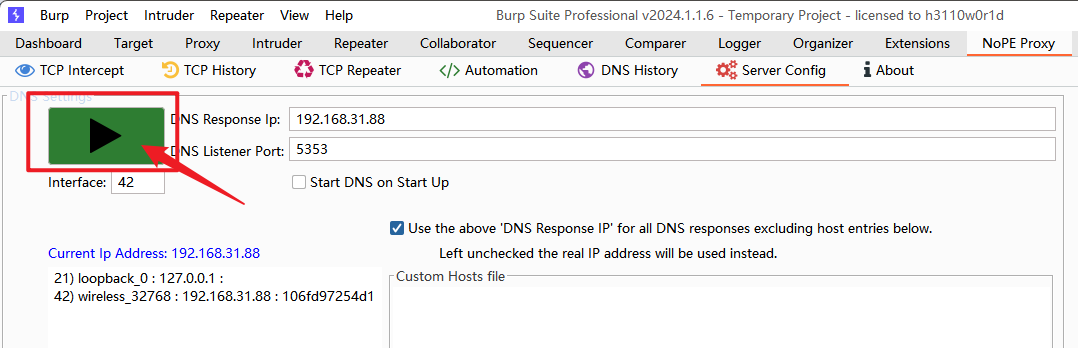 Burp Project Intruder Repeater View Help Burp Suite Professional v2024.1.1.6 - Temporary Project - licensed to h3110w0r1d
Dashboard Target Proxy Intruder Repeater Collaborator Sequencer Comparer Logger Organizer Extensions NoPE Proxy
TCP Intercept TCP History TCP Repeater Automation DNS History Server Config About
DNS Settings
DNS Response Ip: 192.168.31.88
DNS Listener Port: 5353
Interface: 42 Start DNS on Start Up
Use the above 'DNS Response IP' for all DNS responses excluding host entries below.
Current Ip Address: 192.168.31.88 Left unchecked the real IP address will be used instead.
21) loopback_0 : 127.0.0.1 : Custom Hosts file
42) wireless_32768 : 192.168.31.88 : 106fd97254d1